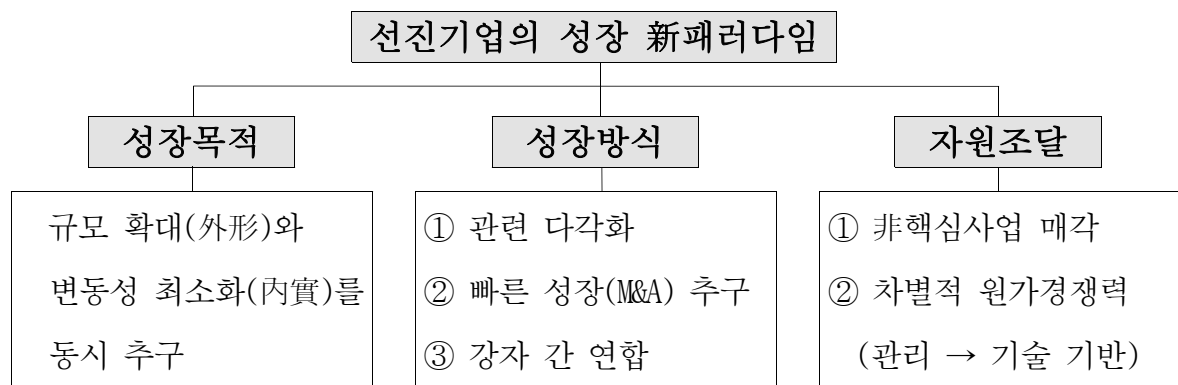 선진기업의 성장 新패러다임
성장목적
규모 확대(外形)와
변동성 최소화(內實)를
동시 추구
성장방식
① 관련 다각화
② 빠른 성장(M&A) 추구
③ 강자 간 연합
자원조달
① 非핵심사업 매각
② 차별적 원가경쟁력
(관리 → 기술 기반)